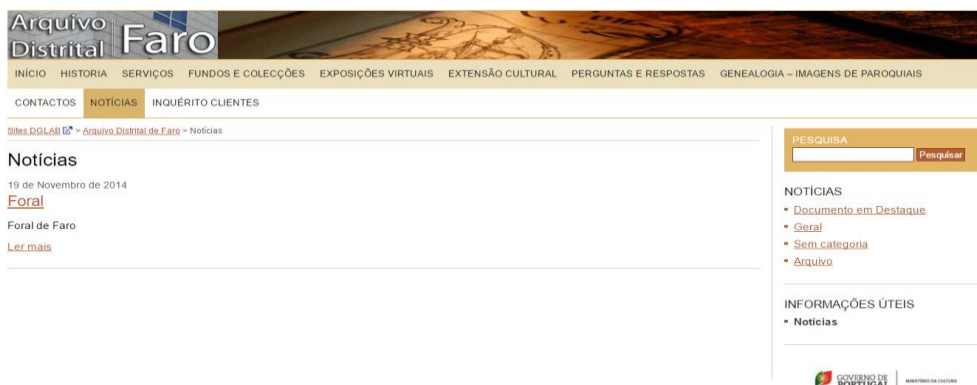 Arquivo
Distrital Faro
INÍCIO HISTORIA SERVIÇOS FUNDOS E COLECÇÕES EXPOSIÇÕES VIRTUAIS EXTENSÃO CULTURAL PERGUNTAS E RESPOSTAS GENEALOGIA – IMAGENS DE PAROQUIAIS
CONTACTOS NOTÍCIAS INQUÉRITO CLIENTES
Sites DGLAB > Arquivo Distrital de Faro > Notícias
Notícias
19 de Novembro de 2014
Foral
Foral de Faro
Ler mais
PESQUISA
Pesquisar
NOTÍCIAS
Documento em Destaque
Geral
Sem categoria
Arquivo
INFORMAÇÕES ÚTEIS
Notícias
GOVERNO DE
PORTUGAL
MINISTÉRIO DA CULTURA